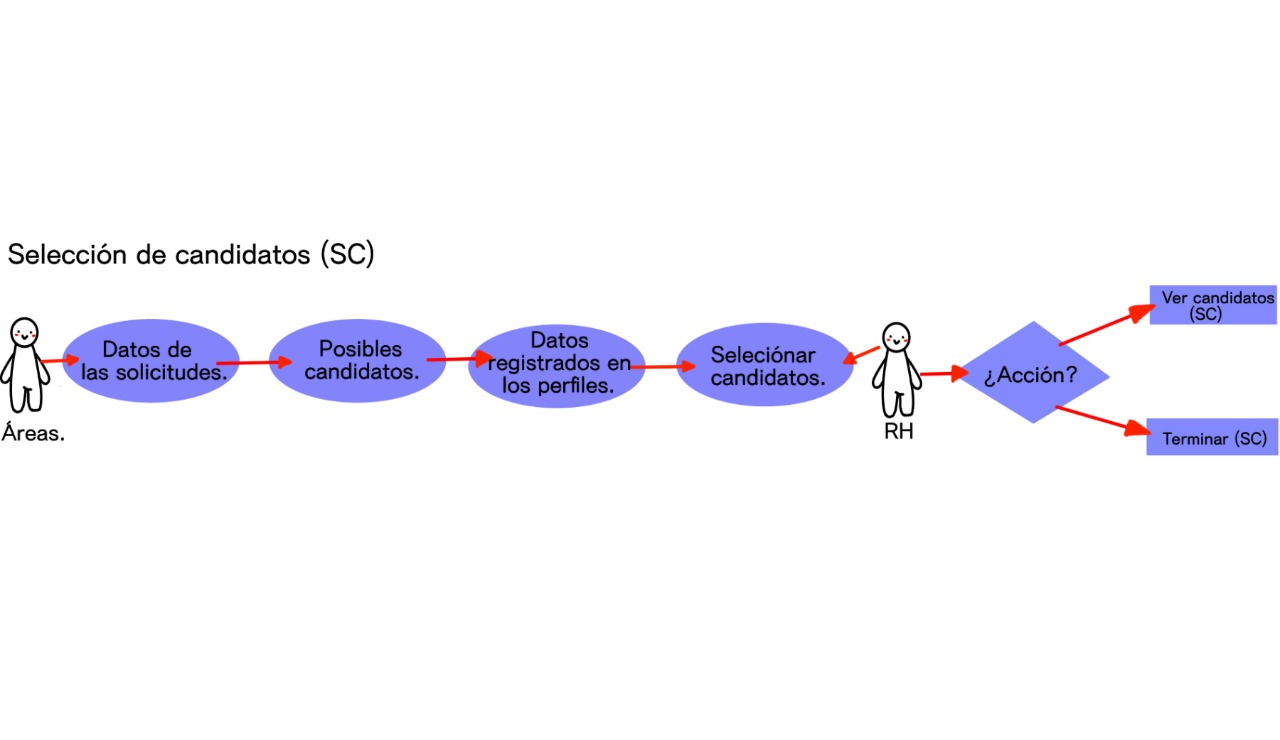 Selección de candidatos (SC)
Áreas.
Datos de
las solicitudes.
Posibles
candidatos.
Datos
registrados en
los perfiles.
Seleciónar
candidatos.
RH
¿Acción?
Ver candidatos
(SC)
Terminar (SC)